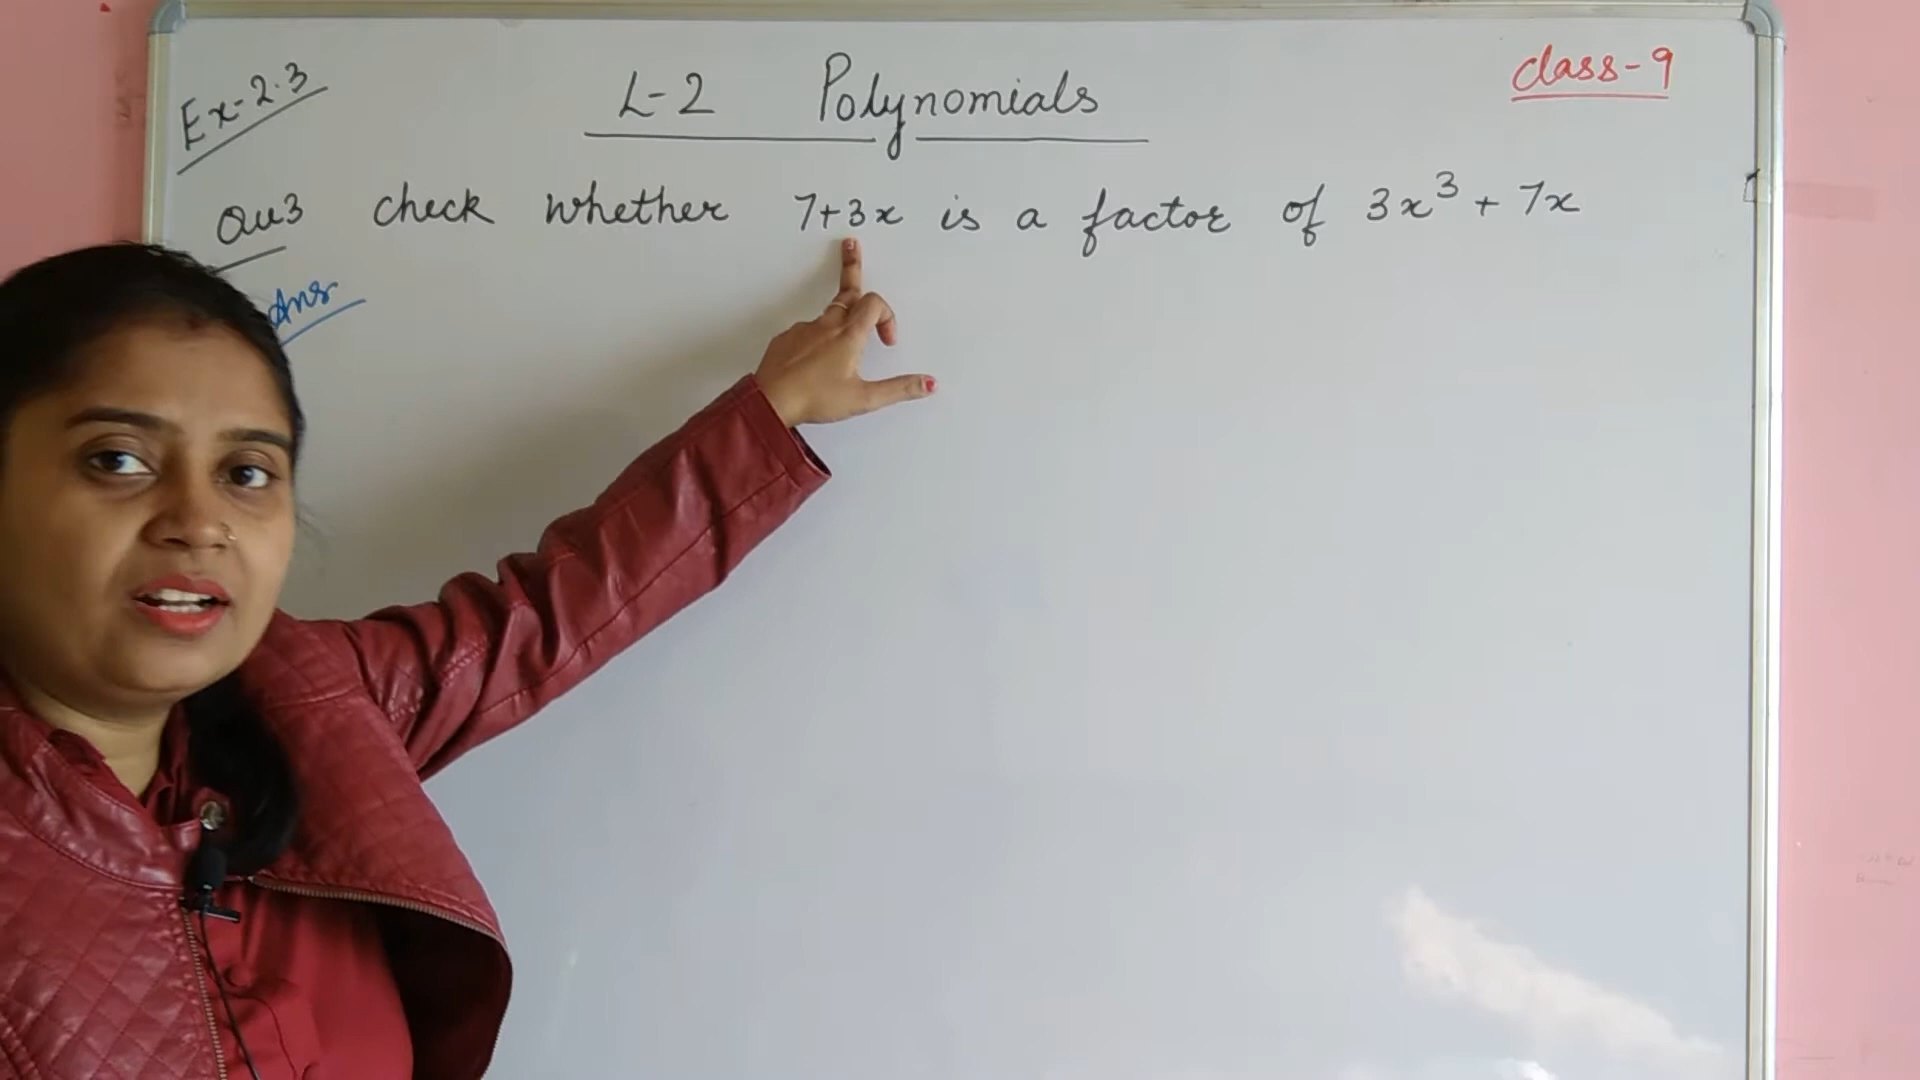 Ex-2.3
L-2 Polynomials
class-9
Qu3 check whether 7+3x is a factor of 3x³ + 7x
Ans